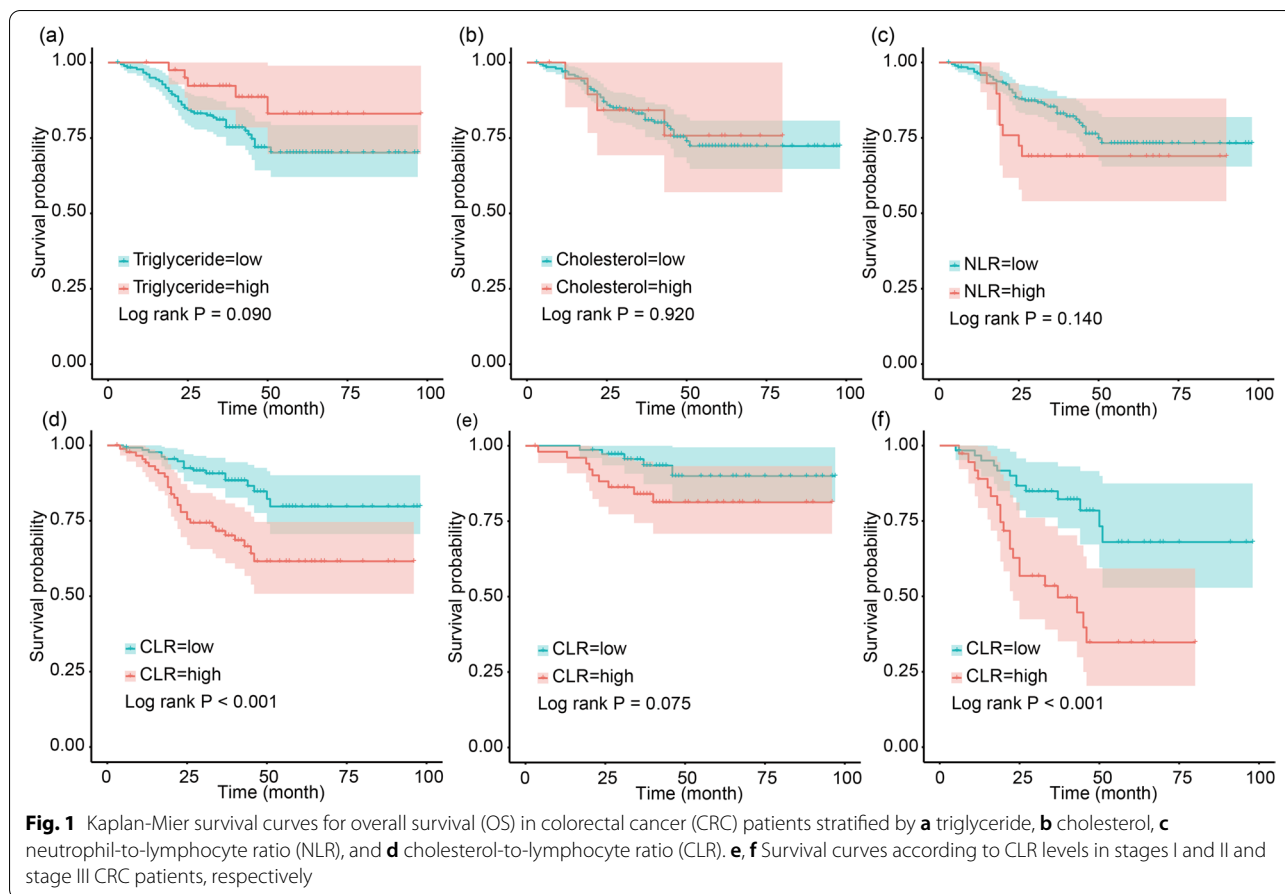 (a)
1.00
0.75
0.50
0.25
0.00
Survival probability
Triglyceride=low
Triglyceride=high
Log rank P = 0.090
0 25 50 75 100
Time (month)
(b)
1.00
0.75
0.50
0.25
0.00
Survival probability
Cholesterol=low
Cholesterol=high
Log rank P = 0.920
0 25 50 75 100
Time (month)
(c)
1.00
0.75
0.50
0.25
0.00
Survival probability
NLR=low
NLR=high
Log rank P = 0.140
0 25 50 75 100
Time (month)
(d)
1.00
0.75
0.50
0.25
0.00
Survival probability
CLR=low
CLR=high
Log rank P < 0.001
0 25 50 75 100
Time (month)
(e)
1.00
0.75
0.50
0.25
0.00
Survival probability
CLR=low
CLR=high
Log rank P = 0.075
0 25 50 75 100
Time (month)
(f)
1.00
0.75
0.50
0.25
0.00
Survival probability
CLR=low
CLR=high
Log rank P < 0.001
0 25 50 75 100
Time (month)
Fig. 1 Kaplan-Mier survival curves for overall survival (OS) in colorectal cancer (CRC) patients stratified by a triglyceride, b cholesterol, c
neutrophil-to-lymphocyte ratio (NLR), and d cholesterol-to-lymphocyte ratio (CLR). e, f Survival curves according to CLR levels in stages I and II and
stage III CRC patients, respectively